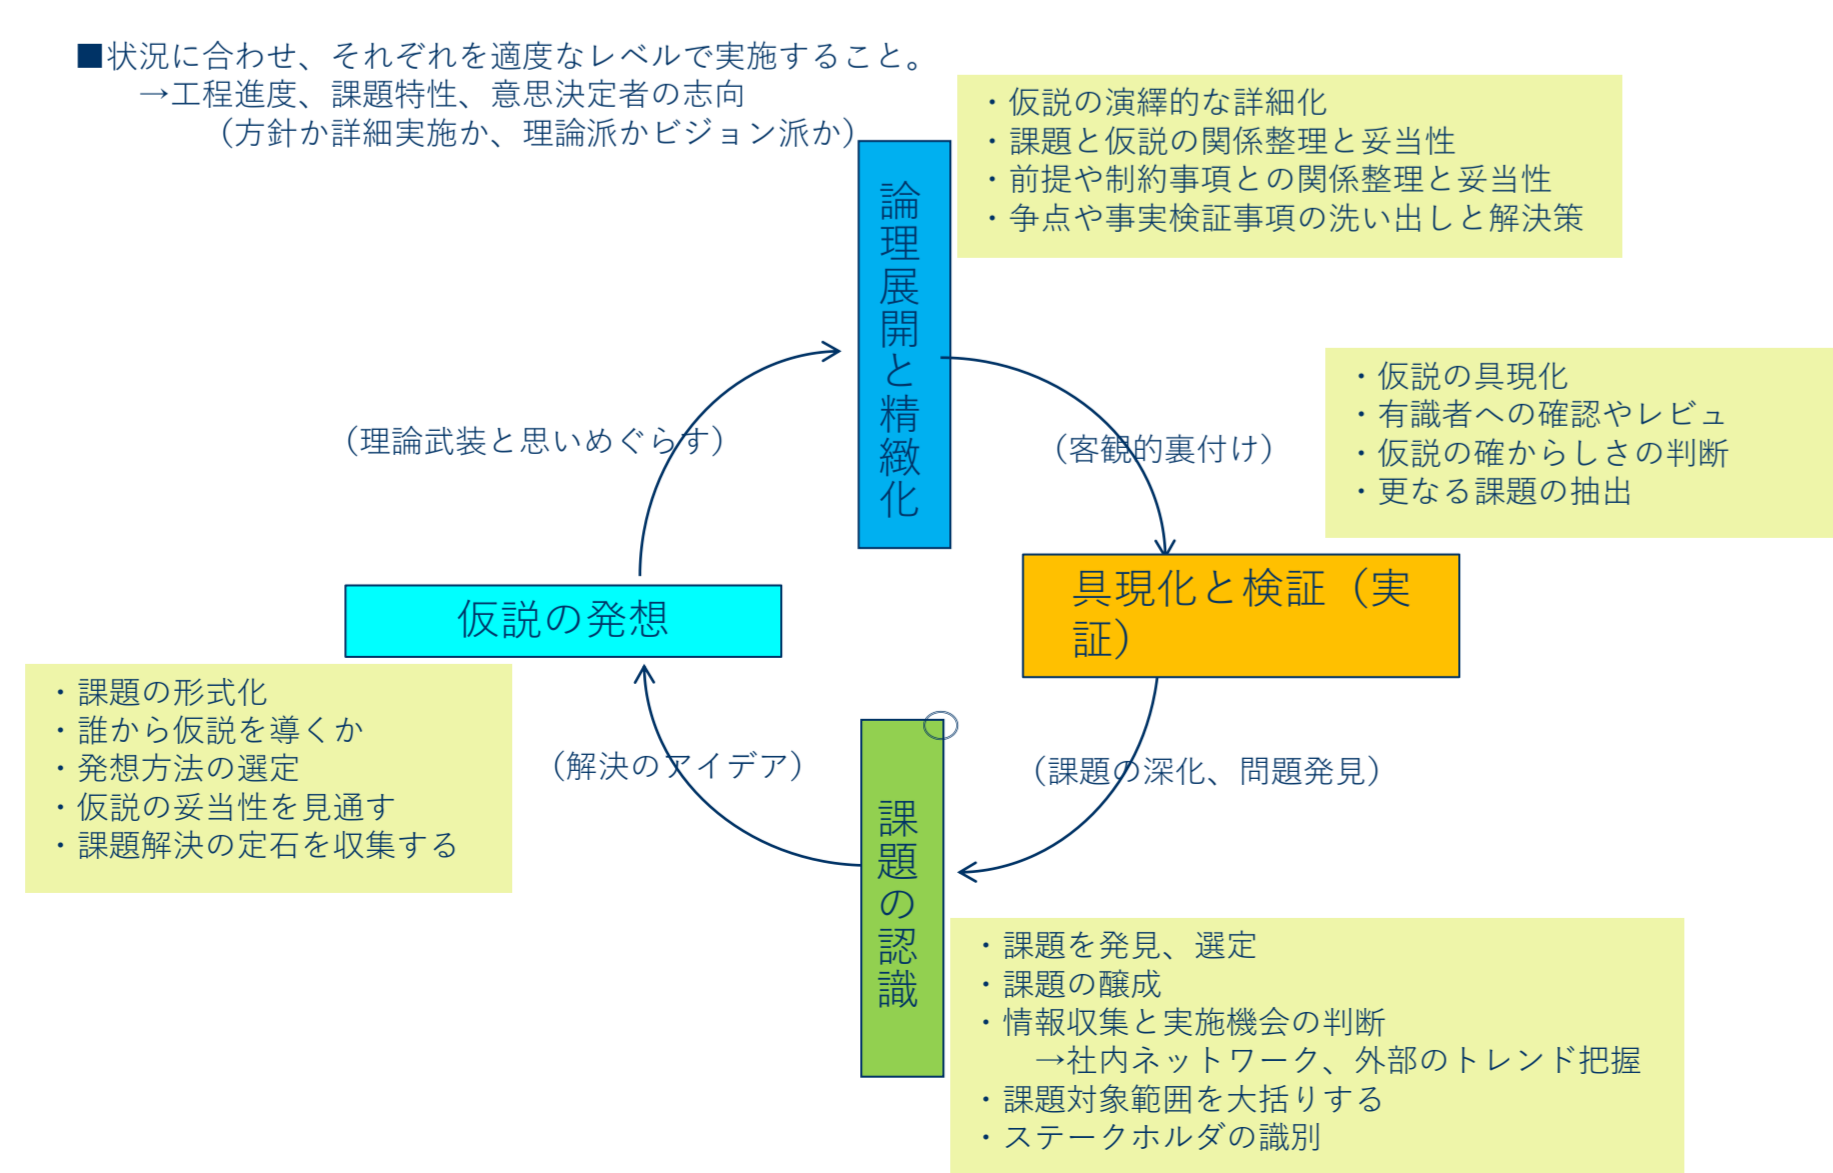 ■状況に合わせ、それぞれを適度なレベルで実施すること。
→工程進度、課題特性、意思決定者の志向
（方針か詳細実施か、理論派かビジョン派か）
・仮説の演繹的な詳細化
・課題と仮説の関係整理と妥当性
・前提や制約事項との関係整理と妥当性
・争点や事実検証事項の洗い出しと解決策
論理展開と精緻化
・仮説の具現化
・有識者への確認やレビュ
・仮説の確からしさの判断
・更なる課題の抽出
（理論武装と思いめぐらす）
（客観的裏付け）
仮説の発想
具現化と検証（実
証）
・課題の形式化
・誰から仮説を導くか
・発想方法の選定
・仮説の妥当性を見通す
・課題解決の定石を収集する
（解決のアイデア）
（課題の深化、問題発見）
課題の認識
・課題を発見、選定
・課題の醸成
・情報収集と実施機会の判断
→社内ネットワーク、外部のトレンド把握
・課題対象範囲を大括りする
・ステークホルダの識別